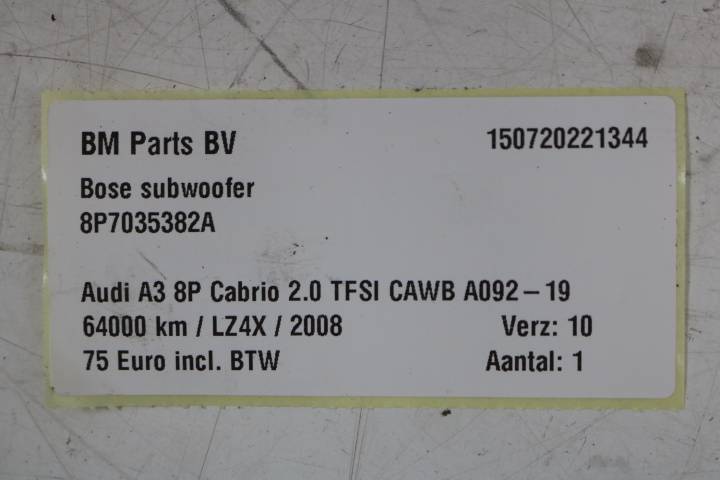 BM Parts BV 150720221344
Bose subwoofer
8P7035382A
Audi A3 8P Cabrio 2.0 TFSI CAWB A092-19
64000 km / LZ4X / 2008 Verz: 10
75 Euro incl. BTW Aantal: 1